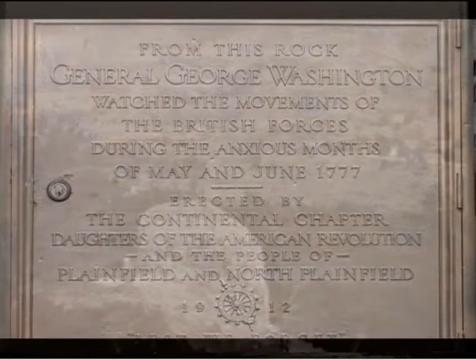 FROM THIS ROCK
GENERAL GEORGE WASHINGTON
WATCHED THE MOVEMENTS OF
THE BRITISH FORCES
DURING THE ANXIOUS MONTHS
OF MAY AND JUNE 1777
ERECTED BY
THE CONTINENTAL CHAPTER
DAUGHTERS OF THE AMERICAN REVOLUTION
—AND THE PEOPLE OF—
PLAINFIELD AND NORTH PLAINFIELD
1912